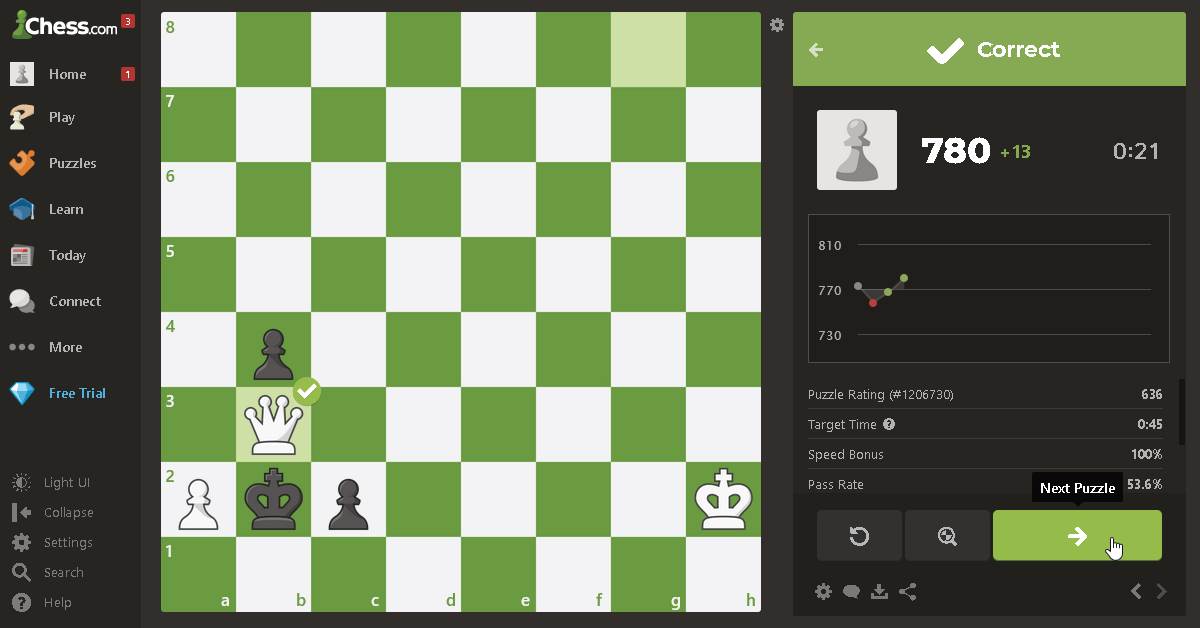 Chess.com 3
Home 1
Play
Puzzles
Learn
Today
Connect
More
Free Trial
Light UI
Collapse
Settings
Search
Help
8
7
6
5
4
3
2
1
a b c d e f g h
Correct
780 +13 0:21
810
770
730
Puzzle Rating (#1206730) 636
Target Time ? 0:45
Speed Bonus 100%
Pass Rate 53.6%
Next Puzzle